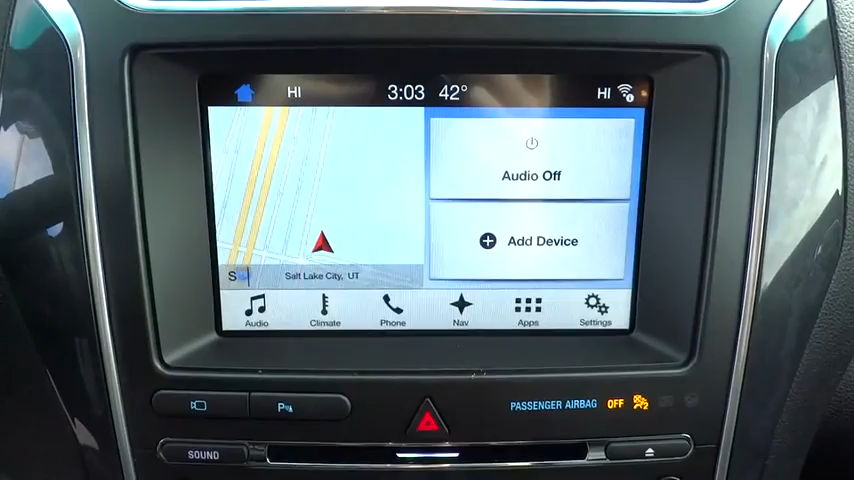 HI 3:03 42° HI
Audio Off
Add Device
S
Salt Lake City, UT
Audio Climate Phone Nav Apps Settings
P
PASSENGER AIRBAG OFF 2
SOUND